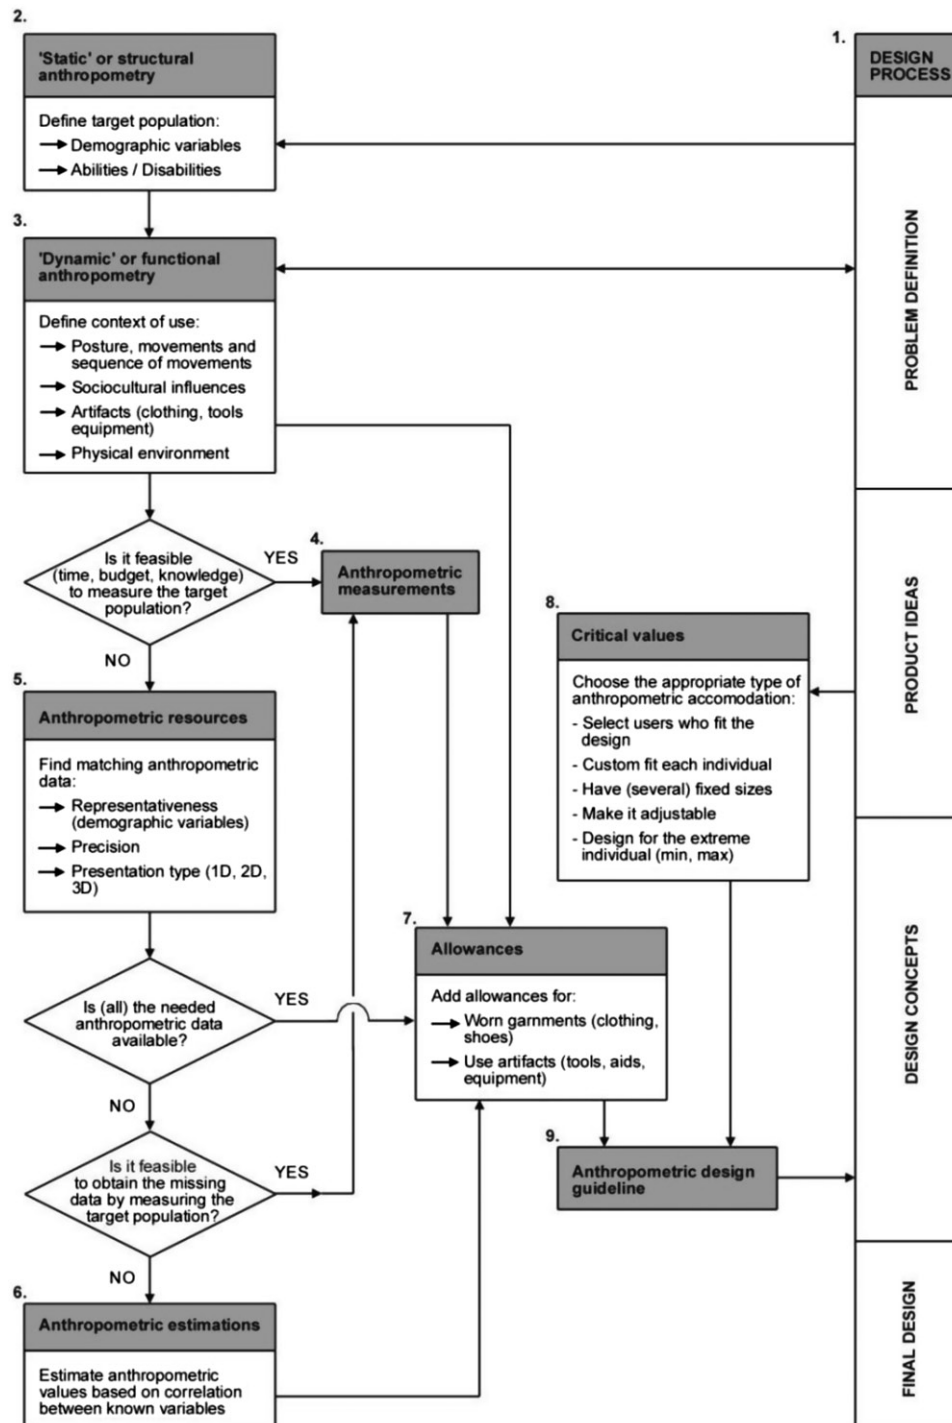 2.
'Static' or structural
anthropometry
Define target population:
Demographic variables
Abilities / Disabilities
1.
DESIGN
PROCESS
PROBLEM DEFINITION
PRODUCT IDEAS
DESIGN CONCEPTS
FINAL DESIGN
3.
'Dynamic' or functional
anthropometry
Define context of use:
Posture, movements and
sequence of movements
Sociocultural influences
Artifacts (clothing, tools
equipment)
Physical environment
Is it feasible
(time, budget, knowledge)
to measure the target
population?
YES
NO
4.
Anthropometric
measurements
5.
Anthropometric resources
Find matching anthropometric
data:
Representativeness
(demographic variables)
Precision
Presentation type (1D, 2D,
3D)
8.
Critical values
Choose the appropriate type of
anthropometric accomodation:
- Select users who fit the
design
- Custom fit each individual
- Have (several) fixed sizes
- Make it adjustable
- Design for the extreme
individual (min, max)
Is (all) the needed
anthropometric data
available?
YES
NO
7.
Allowances
Add allowances for:
Worn garnments (clothing,
shoes)
Use artifacts (tools, aids,
equipment)
Is it feasible
to obtain the missing
data by measuring the
target population?
YES
NO
9.
Anthropometric design
guideline
6.
Anthropometric estimations
Estimate anthropometric
values based on correlation
between known variables